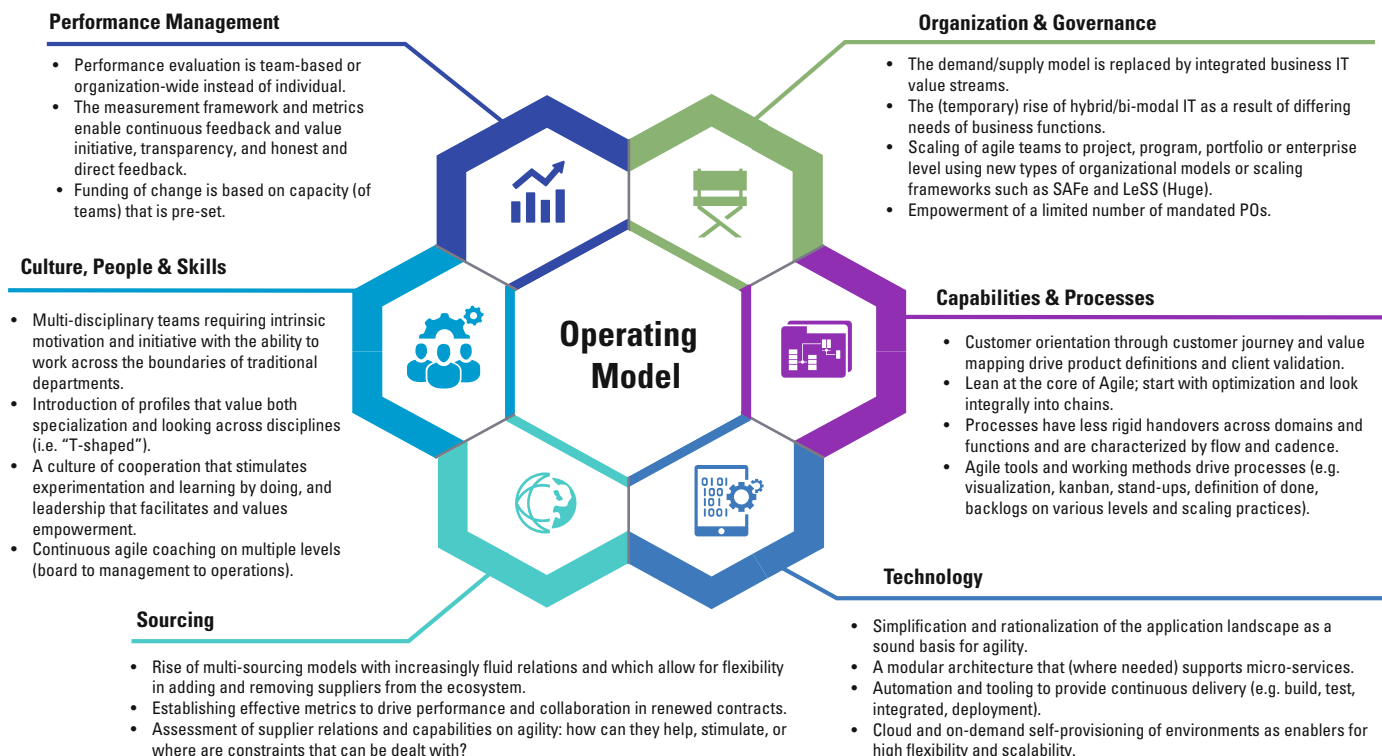 Performance Management
• Performance evaluation is team-based or
organization-wide instead of individual.
• The measurement framework and metrics
enable continuous feedback and value
initiative, transparency, and honest and
direct feedback.
• Funding of change is based on capacity (of
teams) that is pre-set.
Organization & Governance
• The demand/supply model is replaced by integrated business IT
value streams.
• The (temporary) rise of hybrid/bi-modal IT as a result of differing
needs of business functions.
• Scaling of agile teams to project, program, portfolio or enterprise
level using new types of organizational models or scaling
frameworks such as SAFe and LeSS (Huge).
• Empowerment of a limited number of mandated POs.
Culture, People & Skills
• Multi-disciplinary teams requiring intrinsic
motivation and initiative with the ability to
work across the boundaries of traditional
departments.
• Introduction of profiles that value both
specialization and looking across disciplines
(i.e. “T-shaped”).
• A culture of cooperation that stimulates
experimentation and learning by doing, and
leadership that facilitates and values
empowerment.
• Continuous agile coaching on multiple levels
(board to management to operations).
Operating
Model
Capabilities & Processes
• Customer orientation through customer journey and value
mapping drive product definitions and client validation.
• Lean at the core of Agile; start with optimization and look
integrally into chains.
• Processes have less rigid handovers across domains and
functions and are characterized by flow and cadence.
• Agile tools and working methods drive processes (e.g.
visualization, kanban, stand-ups, definition of done,
backlogs on various levels and scaling practices).
0101
100
101
1001
Sourcing
• Rise of multi-sourcing models with increasingly fluid relations and which allow for flexibility
in adding and removing suppliers from the ecosystem.
• Establishing effective metrics to drive performance and collaboration in renewed contracts.
• Assessment of supplier relations and capabilities on agility: how can they help, stimulate, or
where are constraints that can be dealt with?
Technology
• Simplification and rationalization of the application landscape as a
sound basis for agility.
• A modular architecture that (where needed) supports micro-services.
• Automation and tooling to provide continuous delivery (e.g. build, test,
integrated, deployment).
• Cloud and on-demand self-provisioning of environments as enablers for
high flexibility and scalability.